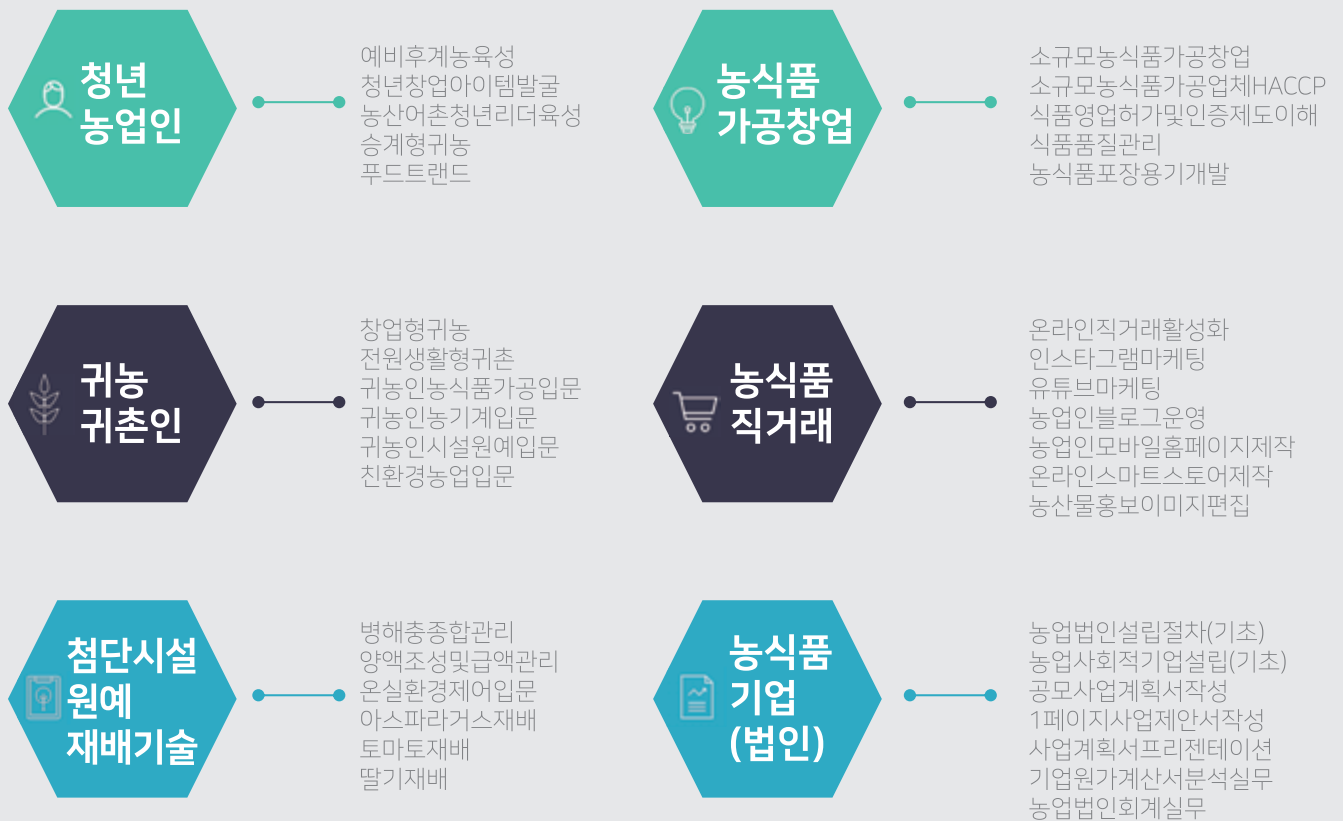 청년
농업인
예비후계농육성
청년창업아이템발굴
농산어촌청년리더육성
승계형귀농
푸드트랜드
농식품
가공창업
소규모농식품가공창업
소규모농식품가공업체HACCP
식품영업허가및인증제도이해
식품품질관리
농식품포장용기개발
귀농
귀촌인
창업형귀농
전원생활형귀촌
귀농인농식품가공입문
귀농인농기계입문
귀농인시설원예입문
친환경농업입문
농식품
직거래
온라인직거래활성화
인스타그램마케팅
유튜브마케팅
농업인블로그운영
농업인모바일홈페이지제작
온라인스마트스토어제작
농산물홍보이미지편집
첨단시설
원예
재배기술
병해충종합관리
양액조성및급액관리
온실환경제어입문
아스파라거스재배
토마토재배
딸기재배
농식품
기업
(법인)
농업법인설립절차(기초)
농업사회적기업설립(기초)
공모사업계획서작성
1페이지사업제안서작성
사업계획서프리젠테이션
기업원가계산서분석실무
농업법인회계실무